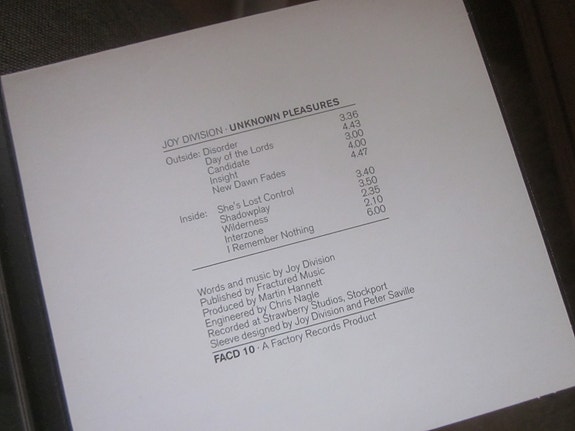 JOY DIVISION · UNKNOWN PLEASURES
Outside: Disorder 3.36
Day of the Lords 4.43
Candidate 3.00
Insight 4.00
New Dawn Fades 4.47
Inside: She's Lost Control 3.40
Shadowplay 3.50
Wilderness 2.35
Interzone 2.10
I Remember Nothing 6.00
Words and music by Joy Division
Published by Fractured Music
Produced by Martin Hannett
Engineered by Chris Nagle
Recorded at Strawberry Studios, Stockport
Sleeve designed by Joy Division and Peter Saville
FACD 10 · A Factory Records Product